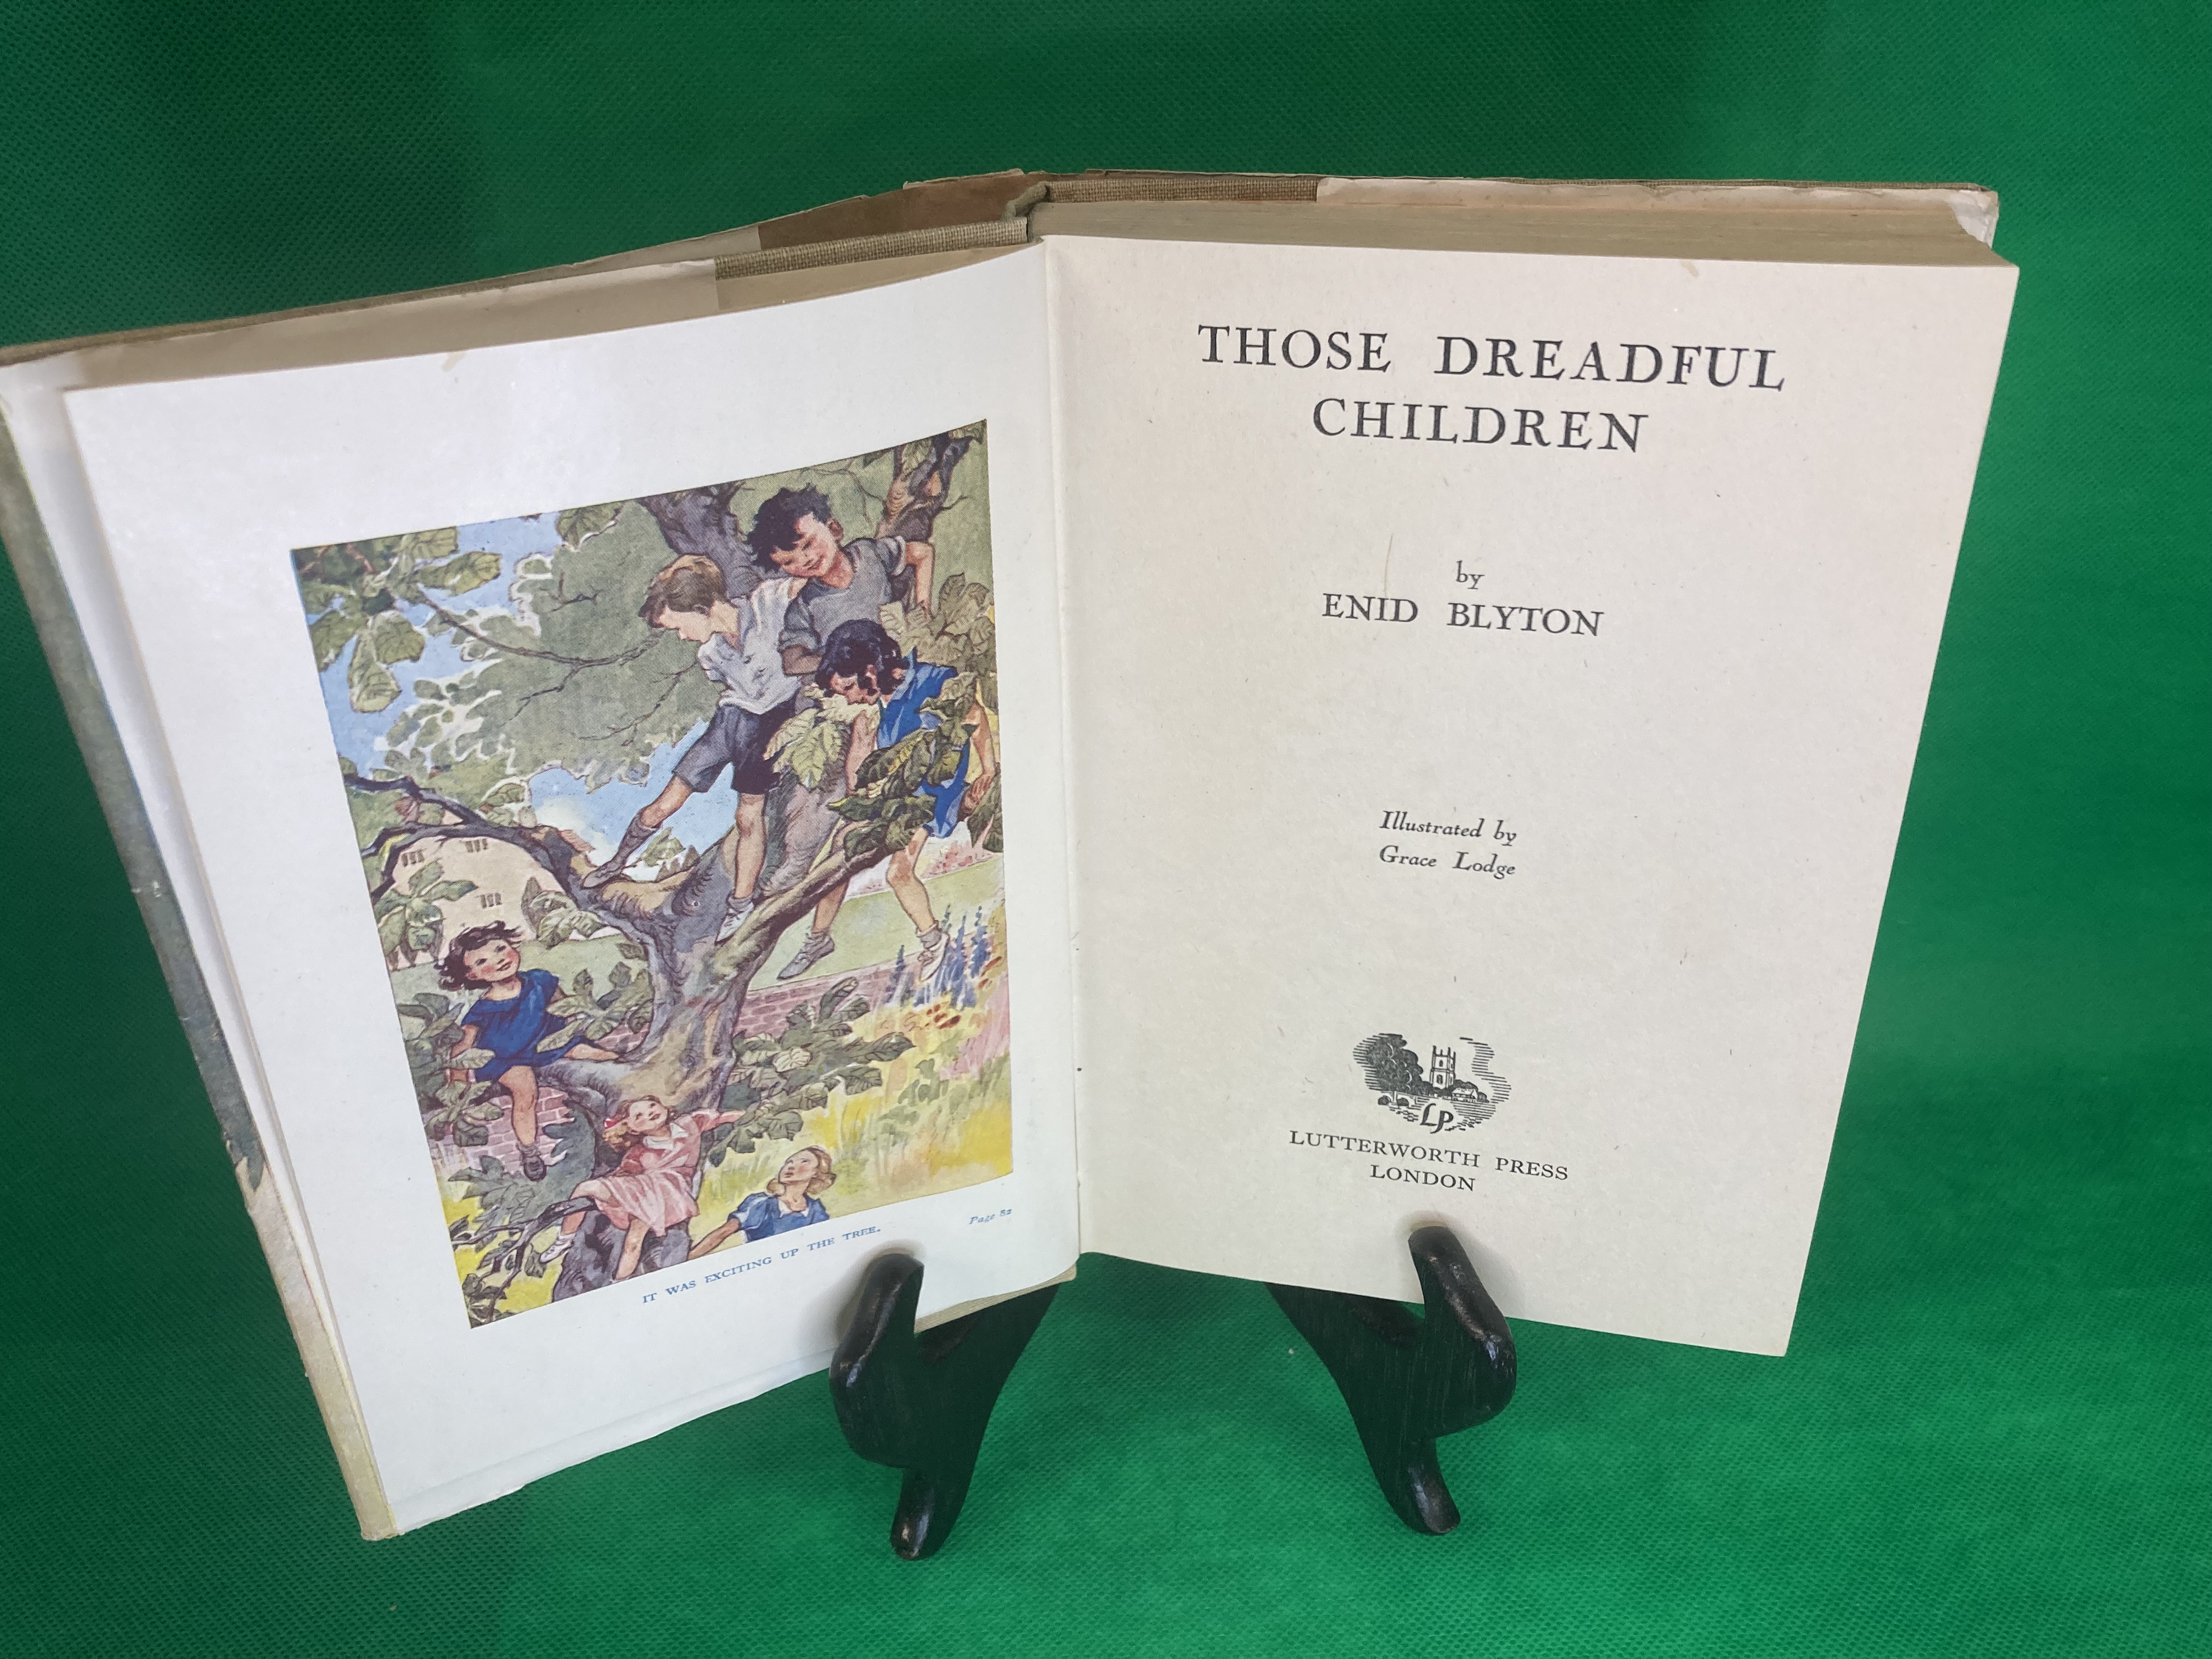 IT WAS EXCITING UP THE TREE.
Page 82
THOSE DREADFUL
CHILDREN
by
ENID BLYTON
Illustrated by
Grace Lodge
LP
LUTTERWORTH PRESS
LONDON